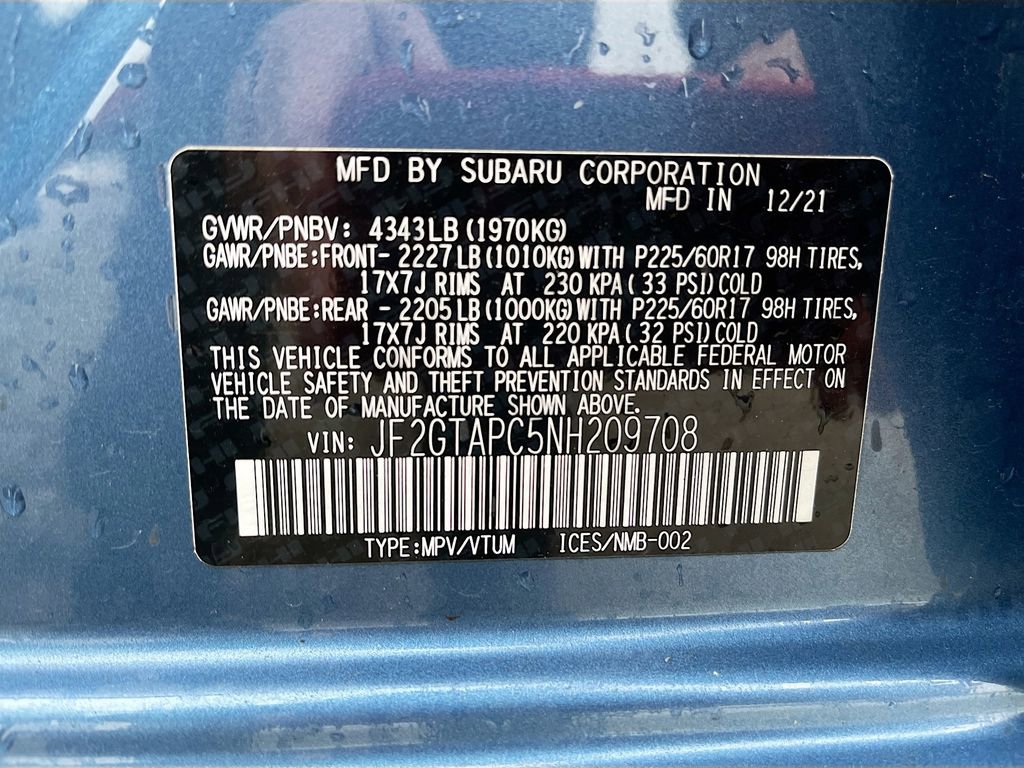 MFD BY SUBARU CORPORATION
MFD IN 12/21
GVWR/PNBV: 4343LB (1970KG)
GAWR/PNBE:FRONT- 2227LB (1010KG) WITH P225/60R17 98H TIRES,
17X7J RIMS AT 230 KPA( 33 PSI) COLD
GAWR/PNBE:REAR - 2205LB (1000KG) WITH P225/60R17 98H TIRES,
17X7J RIMS AT 220 KPA( 32 PSI) COLD
THIS VEHICLE CONFORMS TO ALL APPLICABLE FEDERAL MOTOR
VEHICLE SAFETY AND THEFT PREVENTION STANDARDS IN EFFECT ON
THE DATE OF MANUFACTURE SHOWN ABOVE.
VIN: JF2GTAPC5NH209708
TYPE:MPV/VTUM ICES/NMB-002